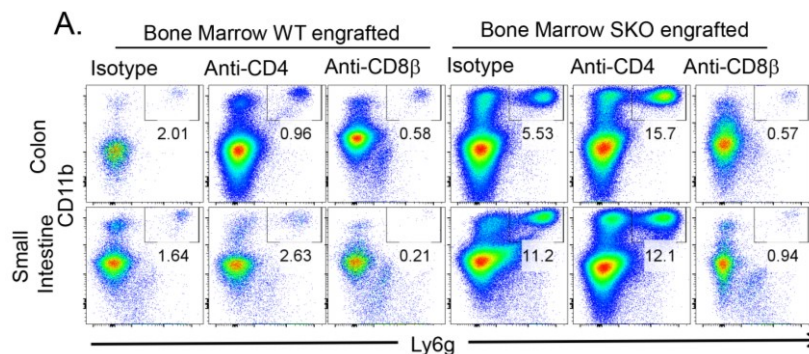 A.
Bone Marrow WT engrafted Bone Marrow SKO engrafted
Isotype Anti-CD4 Anti-CD8β Isotype Anti-CD4 Anti-CD8β
Colon
2.01 0.96 0.58 5.53 15.7 0.57
CD11b
Small
Intestine
1.64 2.63 0.21 11.2 12.1 0.94
Ly6g